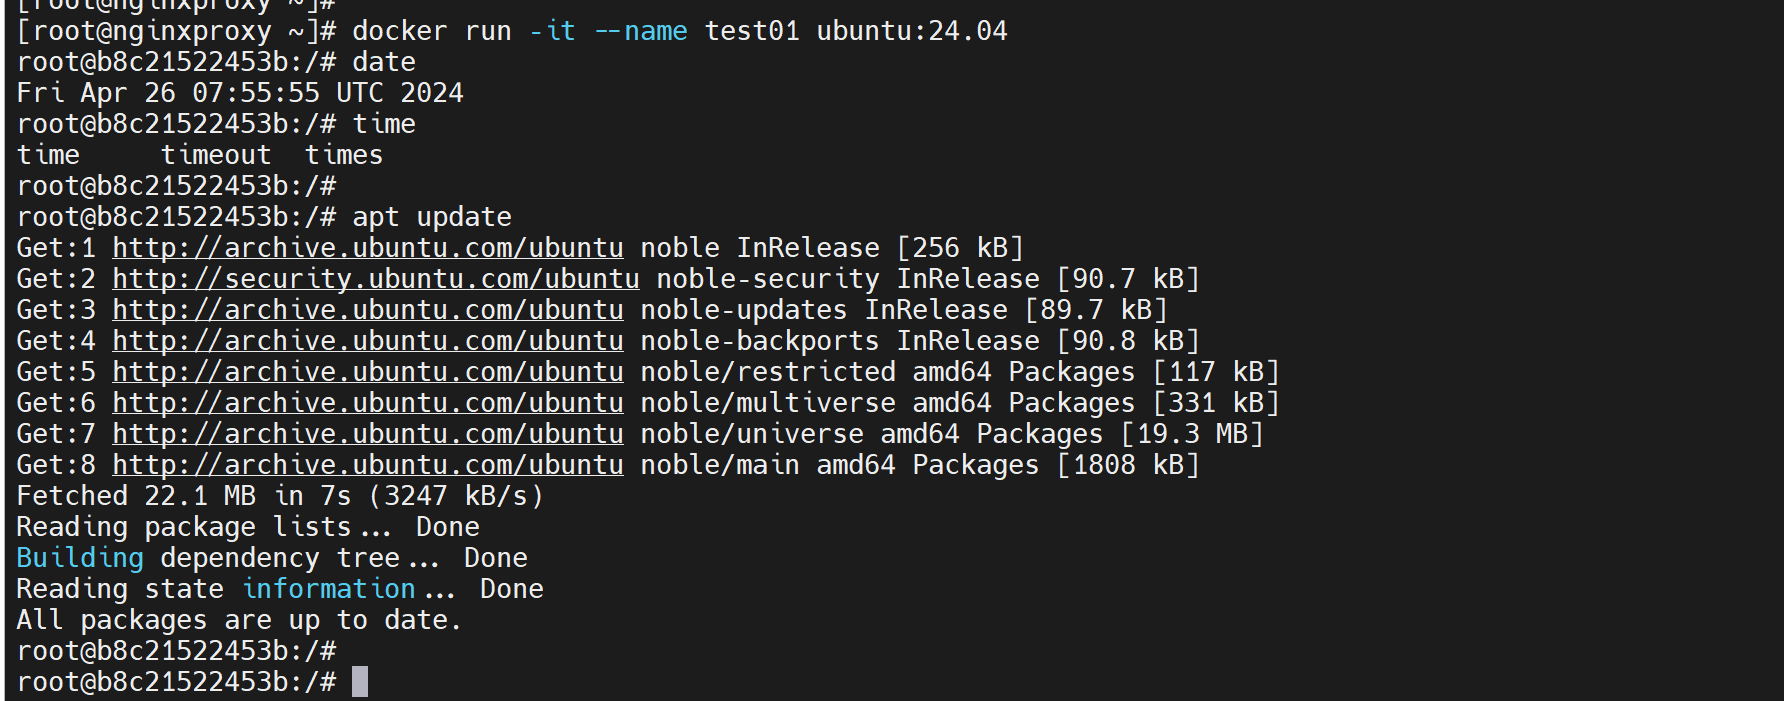 [root@nginxproxy ~]#
[root@nginxproxy ~]# docker run -it --name test01 ubuntu:24.04
root@b8c21522453b:/# date
Fri Apr 26 07:55:55 UTC 2024
root@b8c21522453b:/# time
time     timeout  times
root@b8c21522453b:/#
root@b8c21522453b:/# apt update
Get:1 http://archive.ubuntu.com/ubuntu noble InRelease [256 kB]
Get:2 http://security.ubuntu.com/ubuntu noble-security InRelease [90.7 kB]
Get:3 http://archive.ubuntu.com/ubuntu noble-updates InRelease [89.7 kB]
Get:4 http://archive.ubuntu.com/ubuntu noble-backports InRelease [90.8 kB]
Get:5 http://archive.ubuntu.com/ubuntu noble/restricted amd64 Packages [117 kB]
Get:6 http://archive.ubuntu.com/ubuntu noble/multiverse amd64 Packages [331 kB]
Get:7 http://archive.ubuntu.com/ubuntu noble/universe amd64 Packages [19.3 MB]
Get:8 http://archive.ubuntu.com/ubuntu noble/main amd64 Packages [1808 kB]
Fetched 22.1 MB in 7s (3247 kB/s)
Reading package lists... Done
Building dependency tree... Done
Reading state information... Done
All packages are up to date.
root@b8c21522453b:/#
root@b8c21522453b:/#